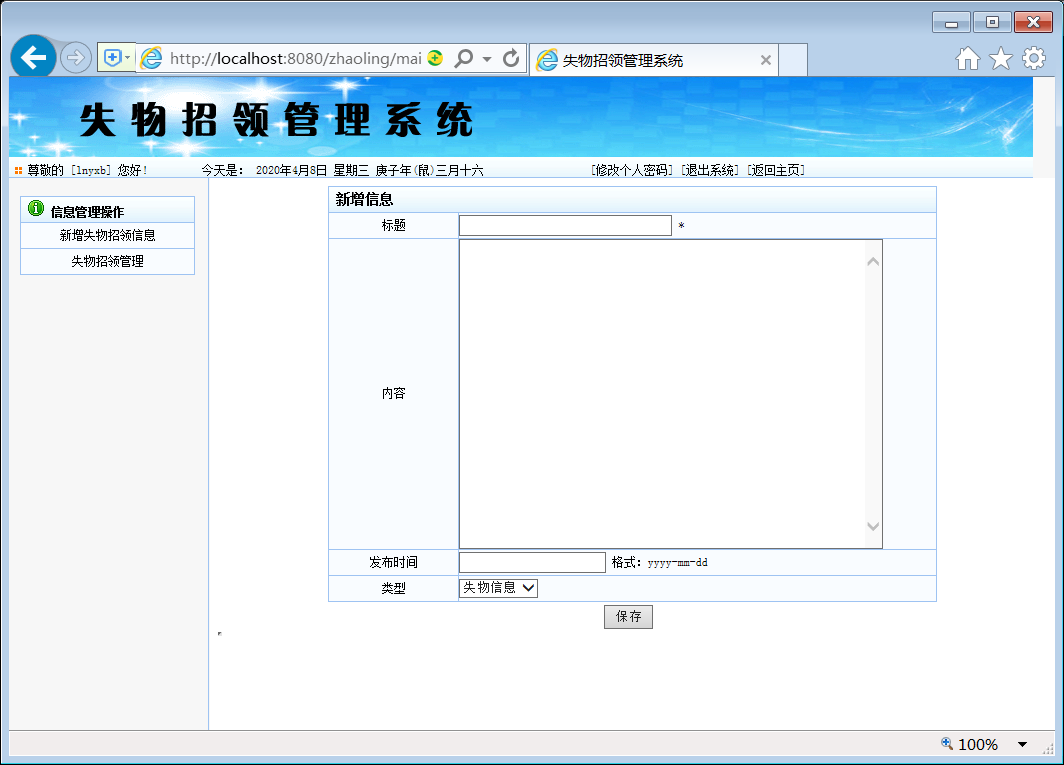 http://localhost:8080/zhaoling/mai
失物招领管理系统
失物招领管理系统
尊敬的 [lnyxb] 您好！ 今天是： 2020年4月8日 星期三 庚子年(鼠)三月十六 [修改个人密码] [退出系统] [返回主页]
信息管理操作
新增失物招领信息
失物招领管理
新增信息
标题 *
内容
发布时间 格式：yyyy-mm-dd
类型 失物信息
保存
100%